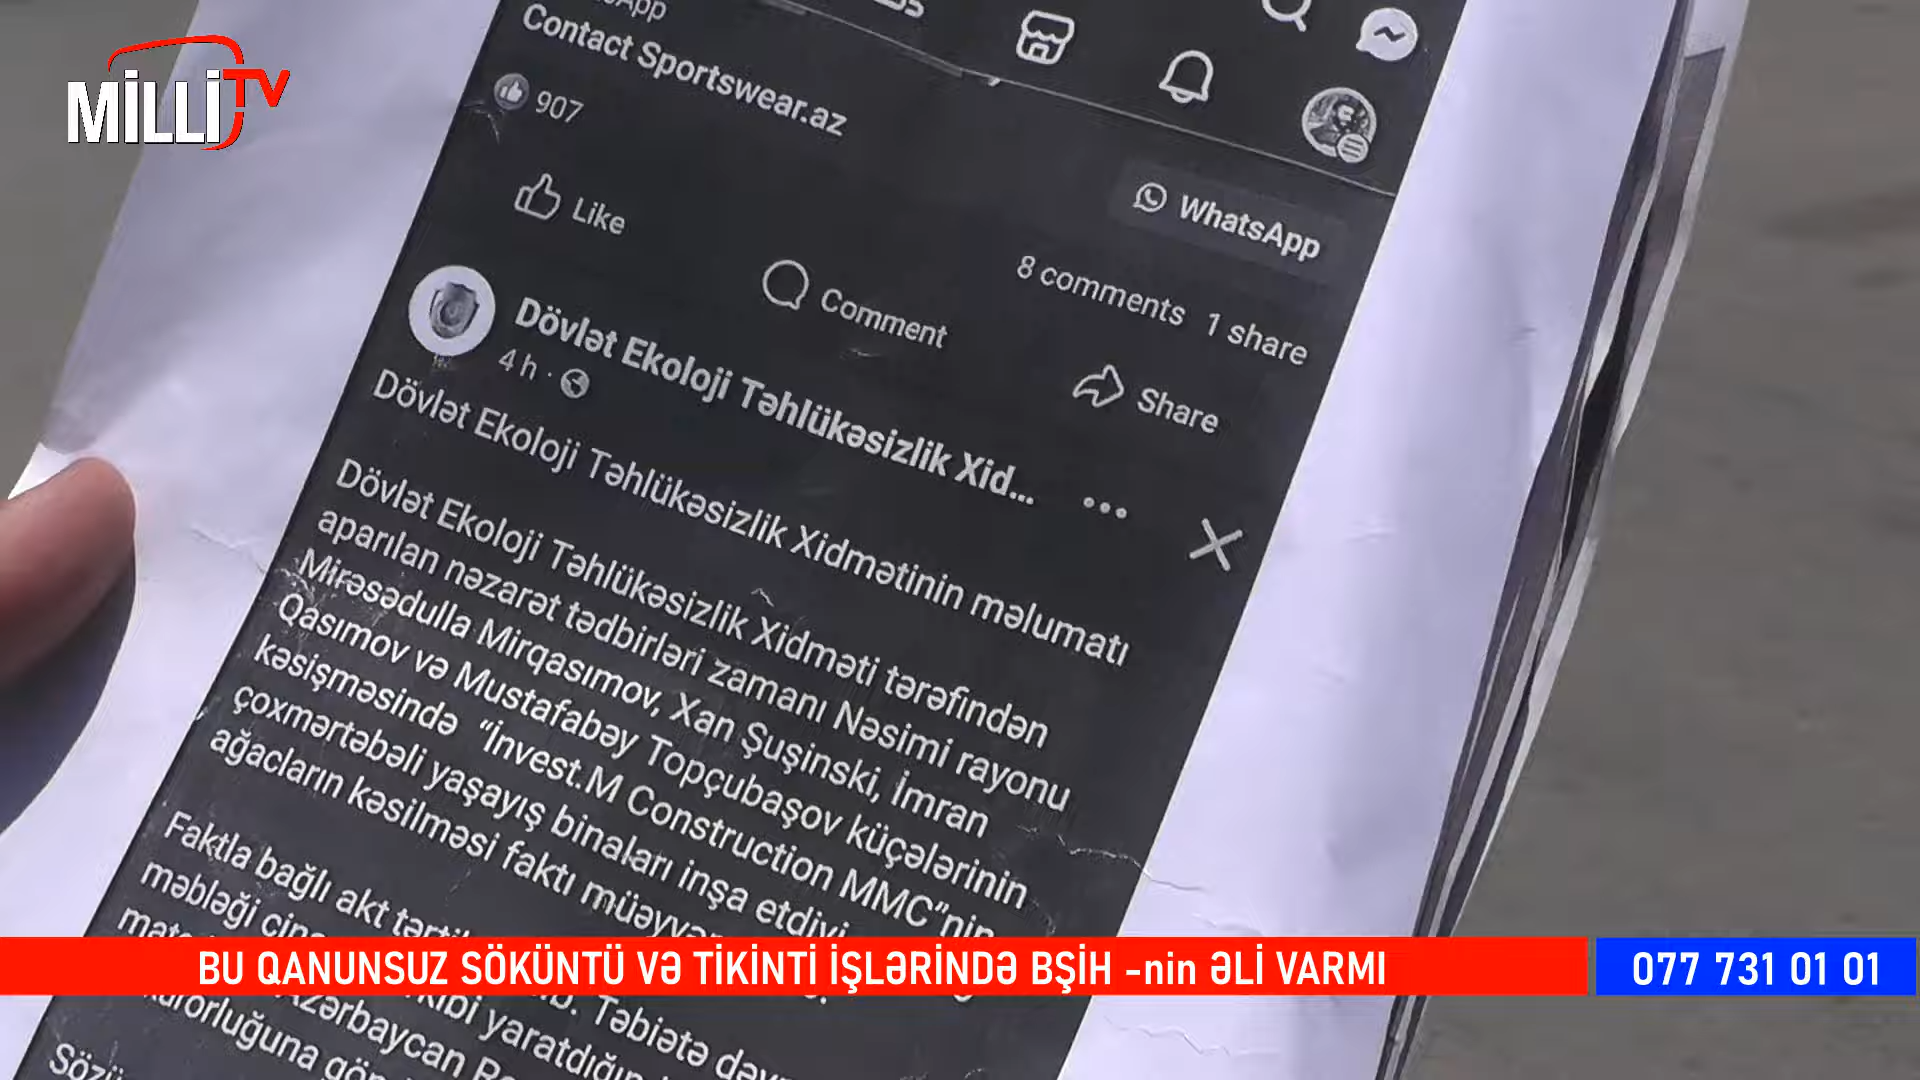 MİLLİ TV
Contact Sportswear.az
907
WhatsApp
8 comments 1 share
Like
Comment
Share
Dövlət Ekoloji Təhlükəsizlik Xid...
4 h
Dövlət Ekoloji Təhlükəsizlik Xidmətinin məlumatı
Dövlət Ekoloji Təhlükəsizlik Xidməti tərəfindən
aparılan nəzarət tədbirləri zamanı Nəsimi rayonu
Mirəsədulla Mirqasımov, Xan Şuşinski, İmran
Qasımov və Mustafabəy Topçubaşov küçələrinin
kəsişməsində “İnvest.M Construction MMC”nin
çoxmərtəbəli yaşayış binaları inşa etdiyi
ağacların kəsilməsi faktı
Faktla bağlı akt
məbləği
yaratdığın
Təbiətə
Azərbaycan
BU QANUNSUZ SÖKÜNTÜ VƏ TİKİNTİ İŞLƏRİNDƏ BŞİH -nin ƏLİ VARMI
077 731 01 01